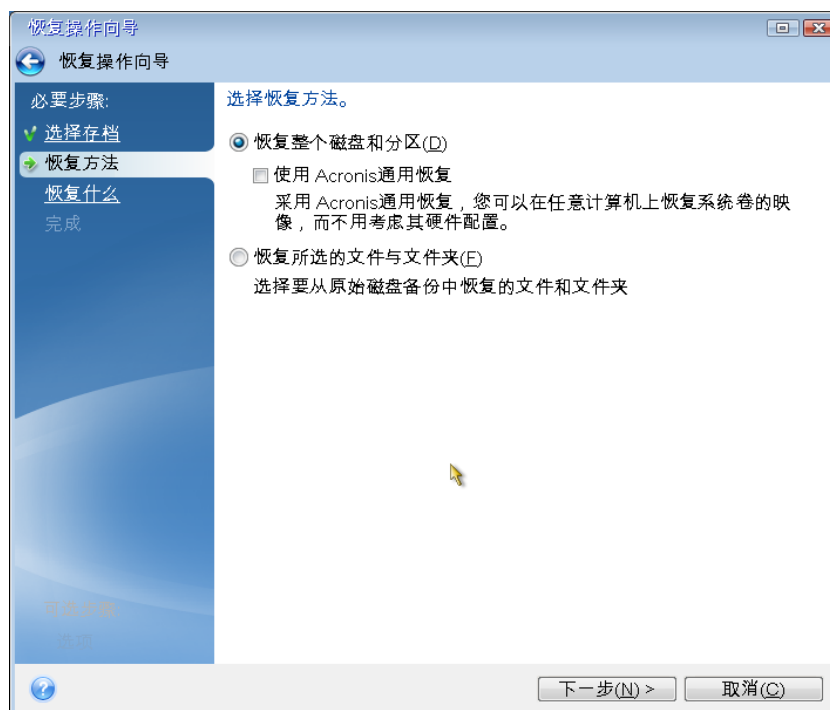 恢复操作向导
恢复操作向导
必要步骤:
选择存档
恢复方法
恢复什么
完成
选择恢复方法。
恢复整个磁盘和分区(D)
使用 Acronis通用恢复
采用 Acronis通用恢复，您可以在任意计算机上恢复系统卷的映
像，而不用考虑其硬件配置。
恢复所选的文件与文件夹(F)
选择要从原始磁盘备份中恢复的文件和文件夹
可选步骤:
选项
下一步(N) >
取消(C)